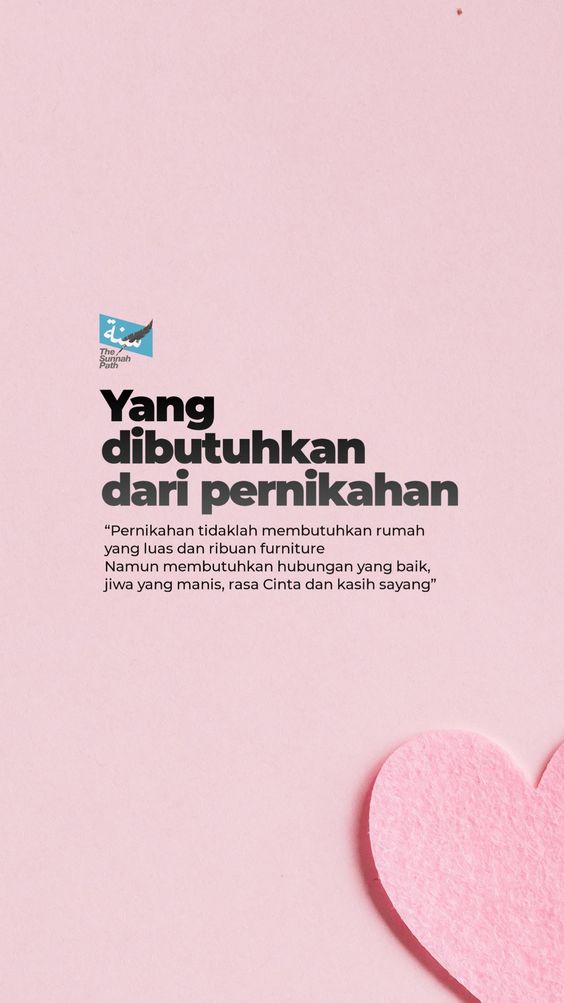 سنة
The
Sunnah
Path
Yang
dibutuhkan
dari pernikahan
“Pernikahan tidaklah membutuhkan rumah
yang luas dan ribuan furniture
Namun membutuhkan hubungan yang baik,
jiwa yang manis, rasa Cinta dan kasih sayang”